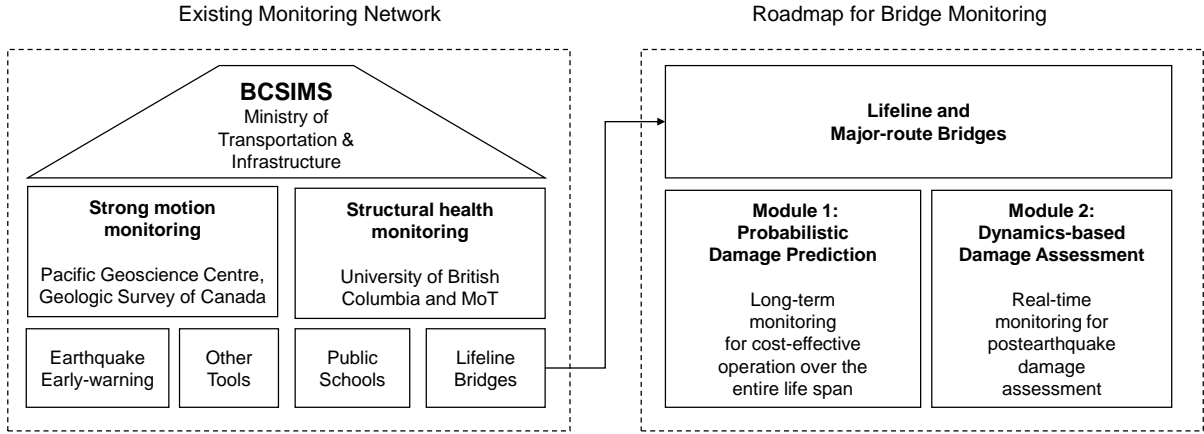 Existing Monitoring Network
BCSIMS
Ministry of
Transportation &
Infrastructure
Strong motion
monitoring
Pacific Geoscience Centre,
Geologic Survey of Canada
Structural health
monitoring
University of British
Columbia and MoT
Earthquake
Early-warning
Other
Tools
Public
Schools
Lifeline
Bridges
Roadmap for Bridge Monitoring
Lifeline and
Major-route Bridges
Module 1:
Probabilistic
Damage Prediction
Long-term
monitoring
for cost-effective
operation over the
entire life span
Module 2:
Dynamics-based
Damage Assessment
Real-time
monitoring for
postearthquake
damage
assessment